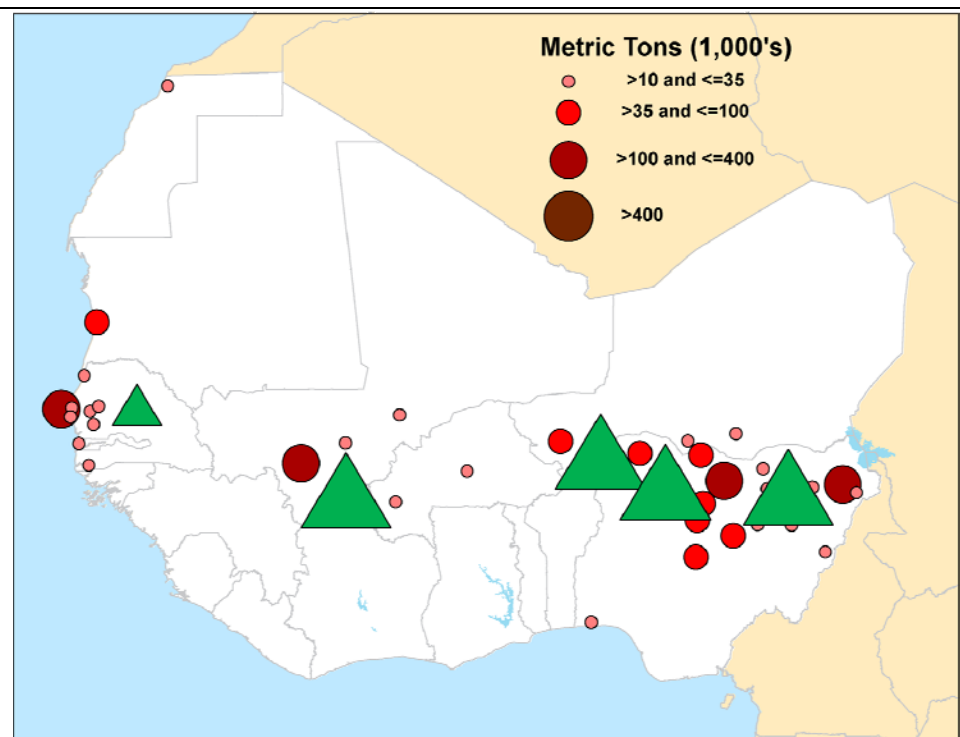 Metric Tons (1,000's)
>10 and <=35
>35 and <=100
>100 and <=400
>400